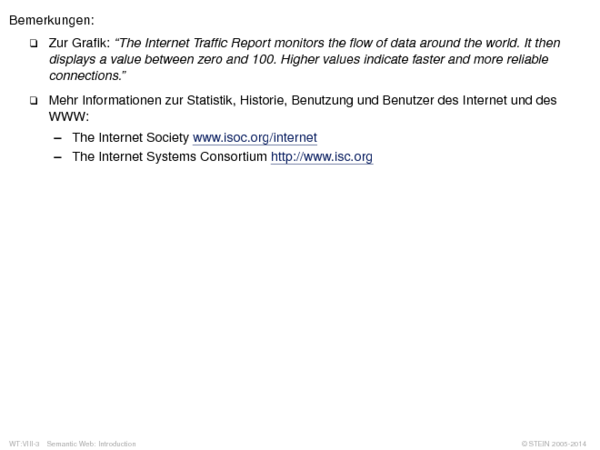 Bemerkungen:
❑ Zur Grafik: “The Internet Traffic Report monitors the flow of data around the world. It then
displays a value between zero and 100. Higher values indicate faster and more reliable
connections.”
❑ Mehr Informationen zur Statistik, Historie, Benutzung und Benutzer des Internet und des
WWW:
– The Internet Society www.isoc.org/internet
– The Internet Systems Consortium http://www.isc.org
WT:VIII-3 Semantic Web: Introduction © STEIN 2005-2014